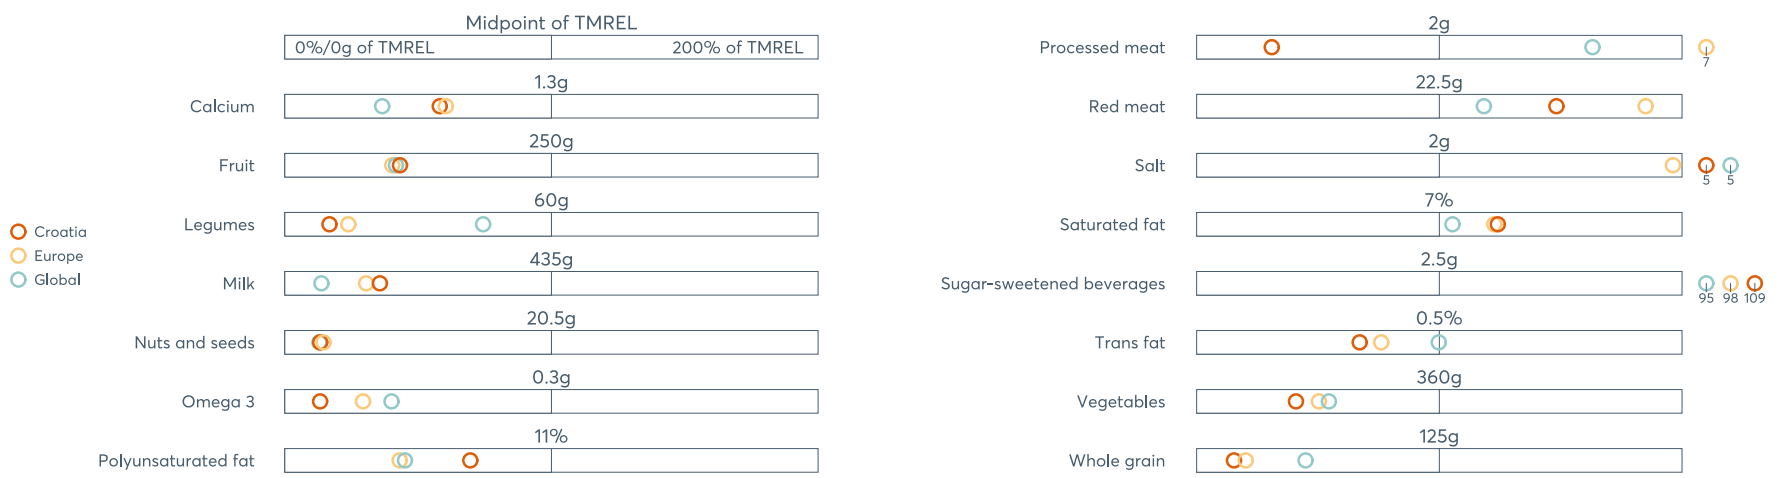 Midpoint of TMREL
0%/0g of TMREL 200% of TMREL
1.3g
Calcium
250g
Fruit
60g
Legumes
435g
Milk
20.5g
Nuts and seeds
0.3g
Omega 3
11%
Polyunsaturated fat
Croatia
Europe
Global
2g
Processed meat
7
22.5g
Red meat
2g
Salt
5 5
7%
Saturated fat
2.5g
Sugar-sweetened beverages
95 98 109
0.5%
Trans fat
360g
Vegetables
125g
Whole grain